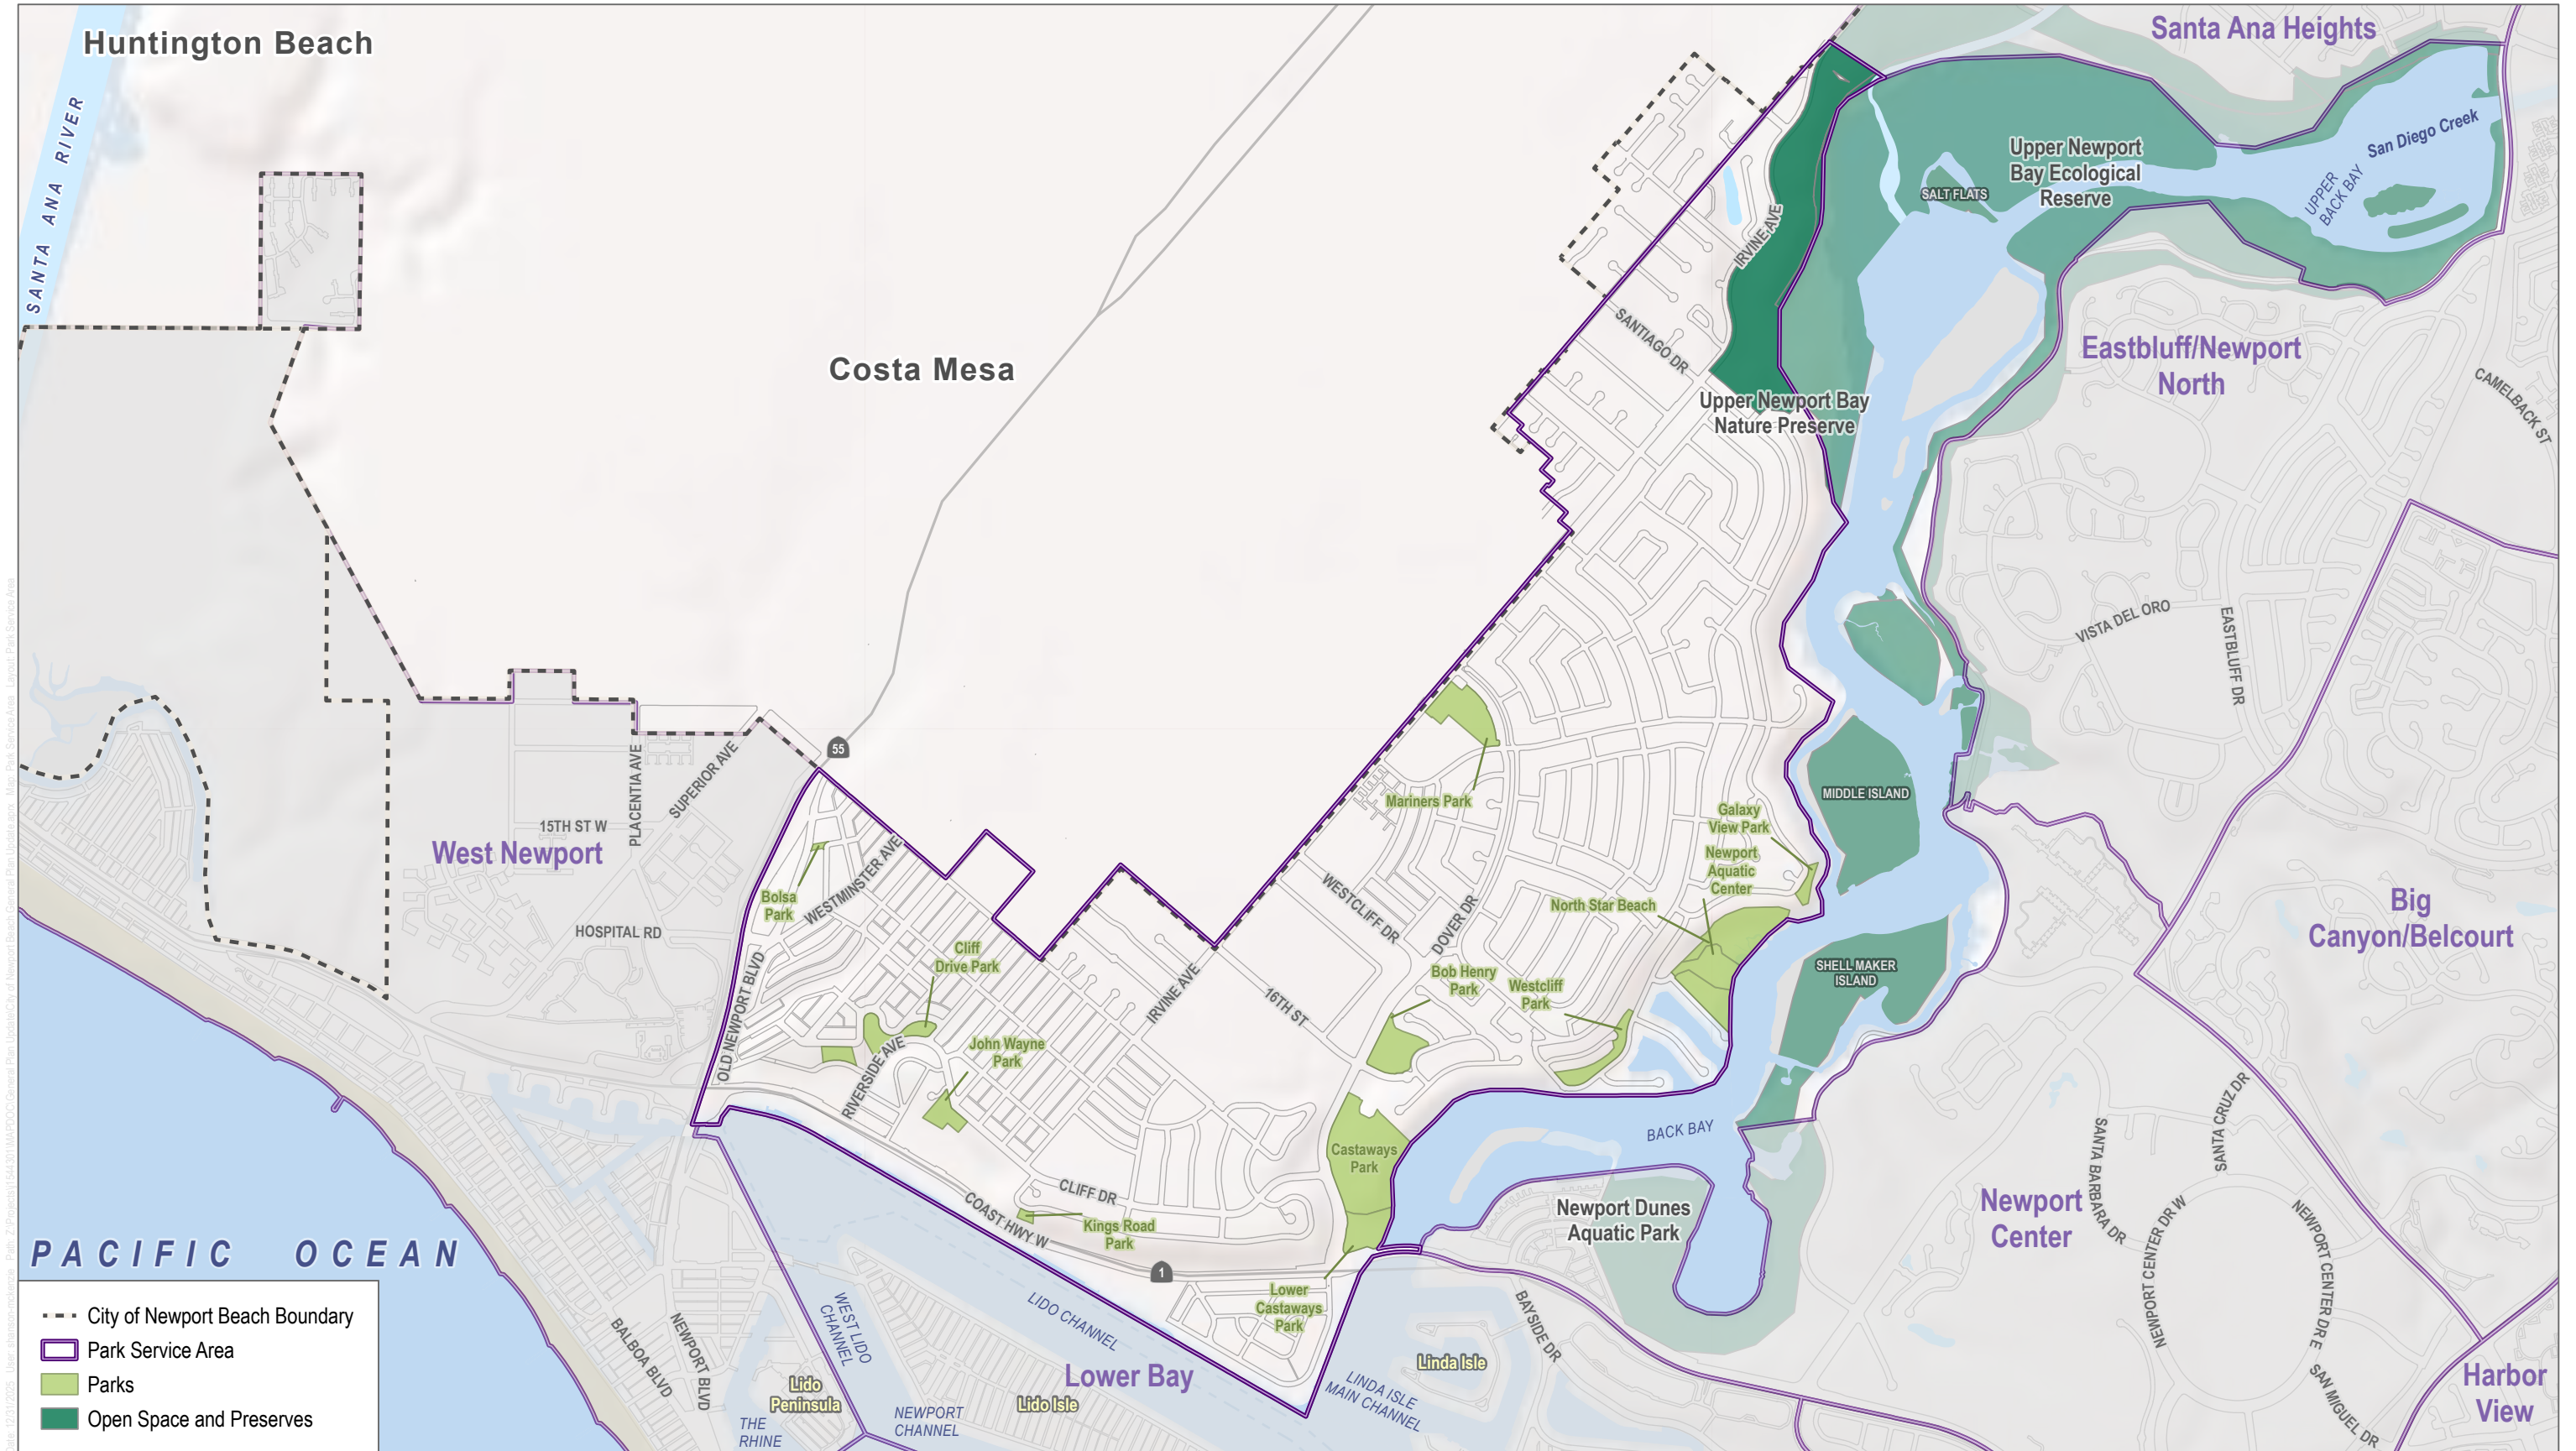 Huntington Beach
Santa Ana Heights
SANTA ANA RIVER
San Diego Creek
Upper Newport
Bay Ecological
Reserve
UPPER
BACK BAY
SALT FLATS
IRVINE AVE
Costa Mesa
SANTIAGO DR
Eastbluff/Newport
North
CAMELBACK ST
Upper Newport Bay
Nature Preserve
VISTA DEL ORO
EASTBLUFF DR
55
PLACENTIA AVE
SUPERIOR AVE
15TH ST W
West Newport
HOSPITAL RD
Mariners Park
MIDDLE ISLAND
Galaxy
View Park
Newport
Aquatic
Center
North Star Beach
Bolsa
Park
WESTMINSTER AVE
WESTCLIFF DR
DOVER DR
Big
Canyon/Belcourt
Cliff
Drive Park
OLD NEWPORT BLVD
IRVINE AVE
16TH ST
Bob Henry
Park
Westcliff
Park
SHELL MAKER
ISLAND
John Wayne
Park
RIVERSIDE AVE
BACK BAY
Castaways
Park
SANTA CRUZ DR
SANTA BARBARA DR
CLIFF DR
COAST HWY W
Kings Road
Park
Newport Dunes
Aquatic Park
Newport
Center
NEWPORT CENTER DR W
NEWPORT CENTER DR E
PACIFIC OCEAN
1
Lower
Castaways
Park
LIDO CHANNEL
WEST LIDO
CHANNEL
BAYSIDE DR
BALBOA BLVD
NEWPORT BLVD
Lower Bay
Linda Isle
LINDA ISLE
MAIN CHANNEL
Lido
Peninsula
Lido Isle
NEWPORT
CHANNEL
THE
RHINE
SAN MIGUEL DR
Harbor
View
City of Newport Beach Boundary
Park Service Area
Parks
Open Space and Preserves